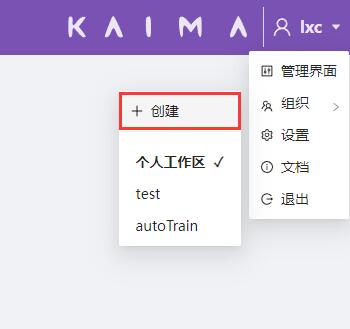 KAIMA
lxc
管理界面
组织
设置
文档
退出
创建
个人工作区
test
autoTrain